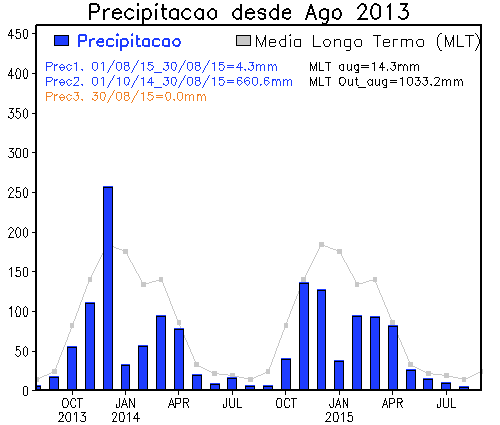 Precipitacao desde Ago 2013
Precipitacao Media Longo Termo (MLT)
Prec1. 01/08/15_30/08/15=4.3mm MLT aug=14.3mm
Prec2. 01/10/14_30/08/15=660.6mm MLT Out_aug=1033.2mm
Prec3. 30/08/15=0.0mm
450
400
350
300
250
200
150
100
50
0
OCT JAN APR JUL OCT JAN APR JUL
2013 2014 2015